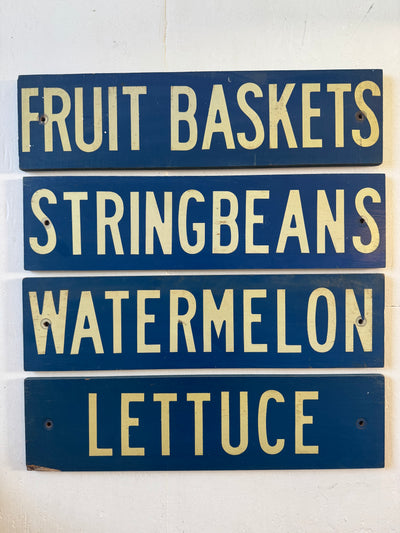 FRUIT BASKETS
STRINGBEANS
WATERMELON
LETTUCE